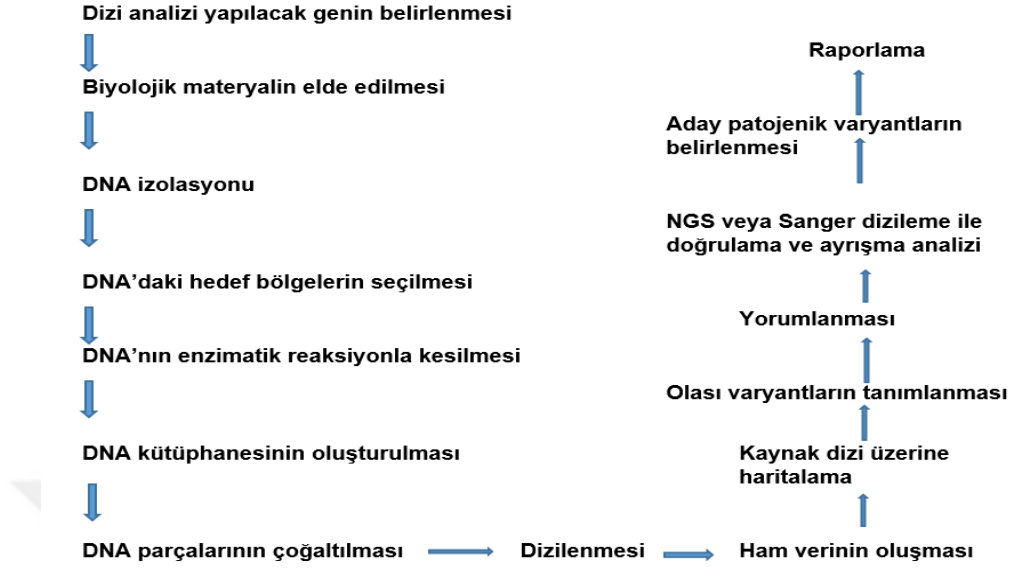 Dizi analizi yapılacak genin belirlenmesi
Biyolojik materyalin elde edilmesi
DNA izolasyonu
DNA’daki hedef bölgelerin seçilmesi
DNA’nın enzimatik reaksiyonla kesilmesi
DNA kütüphanesinin oluşturulması
DNA parçalarının çoğaltılması
Dizilenmesi
Ham verinin oluşması
Kaynak dizi üzerine
haritalama
Olası varyantların tanımlanması
Yorumlanması
NGS veya Sanger dizileme ile
doğrulama ve ayrışma analizi
Aday patojenik varyantların
belirlenmesi
Raporlama